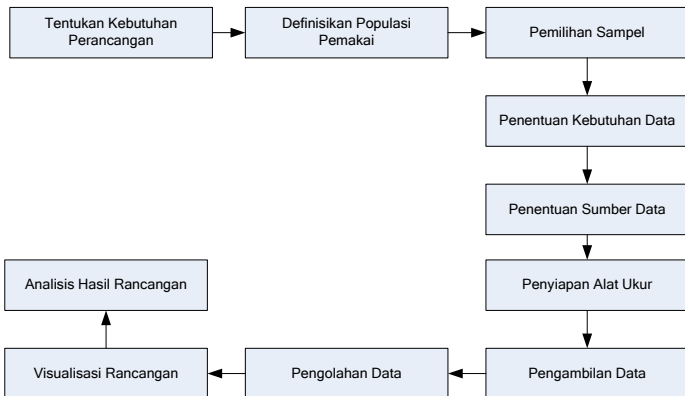 Tentukan Kebutuhan
Perancangan
Definisikan Populasi
Pemakai
Pemilihan Sampel
Penentuan Kebutuhan Data
Penentuan Sumber Data
Penyiapan Alat Ukur
Pengambilan Data
Pengolahan Data
Visualisasi Rancangan
Analisis Hasil Rancangan